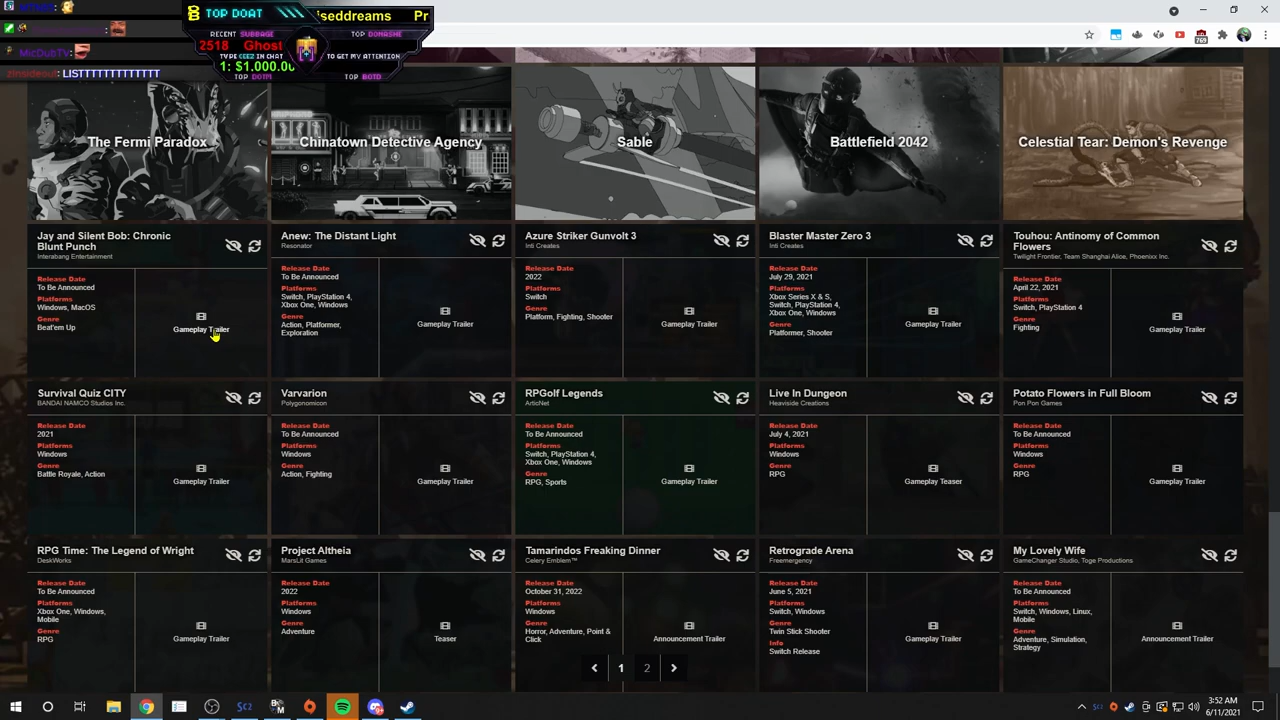 TOP DOAT
iseddreams Pr
RECENT SUBBAGE
TOP DONASHE
2518 Ghost
TYPE CEEZ IN CHAT
TO GET MY ATTENTION
1: $1,000.00
TOP DOTM
TOP BOTD
MicDubTV:
zinsideout: LISTTTTTTTTTTTTT
769
The Fermi Paradox
Chinatown Detective Agency
Sable
Battlefield 2042
Celestial Tear: Demon's Revenge
Jay and Silent Bob: Chronic
Blunt Punch
Interabang Entertainment
Release Date
To Be Announced
Platforms
Windows, MacOS
Genre
Beat'em Up
Gameplay Trailer
Anew: The Distant Light
Resonator
Release Date
To Be Announced
Platforms
Switch, PlayStation 4,
Xbox One, Windows
Genre
Action, Platformer,
Exploration
Gameplay Trailer
Azure Striker Gunvolt 3
Inti Creates
Release Date
2022
Platforms
Switch
Genre
Platform, Fighting, Shooter
Gameplay Trailer
Blaster Master Zero 3
Inti Creates
Release Date
July 29, 2021
Platforms
Xbox Series X & S,
Switch, PlayStation 4,
Xbox One, Windows
Genre
Platformer, Shooter
Gameplay Trailer
Touhou: Antinomy of Common
Flowers
Twilight Frontier, Team Shanghai Alice, Phoenixx Inc.
Release Date
April 22, 2021
Platforms
Switch, PlayStation 4
Genre
Fighting
Gameplay Trailer
Survival Quiz CITY
BANDAI NAMCO Studios Inc.
Release Date
2021
Platforms
Windows
Genre
Battle Royale, Action
Gameplay Trailer
Varvarion
Polygonomicon
Release Date
To Be Announced
Platforms
Windows
Genre
Action, Fighting
Gameplay Trailer
RPGolf Legends
ArticNet
Release Date
To Be Announced
Platforms
Switch, PlayStation 4,
Xbox One, Windows
Genre
RPG, Sports
Gameplay Trailer
Live In Dungeon
Heaviside Creations
Release Date
July 4, 2021
Platforms
Windows
Genre
RPG
Gameplay Teaser
Potato Flowers in Full Bloom
Pon Pon Games
Release Date
To Be Announced
Platforms
Windows
Genre
RPG
Gameplay Trailer
RPG Time: The Legend of Wright
DeskWorks
Release Date
To Be Announced
Platforms
Xbox One, Windows,
Mobile
Genre
RPG
Gameplay Trailer
Project Altheia
MarsLit Games
Release Date
2022
Platforms
Windows
Genre
Adventure
Teaser
Tamarindos Freaking Dinner
Celery Emblem™
Release Date
October 31, 2022
Platforms
Windows
Genre
Horror, Adventure, Point &
Click
Announcement Trailer
Retrograde Arena
Freemergency
Release Date
June 5, 2021
Platforms
Switch, Windows
Genre
Twin Stick Shooter
Info
Switch Release
Gameplay Trailer
My Lovely Wife
GameChanger Studio, Toge Productions
Release Date
To Be Announced
Platforms
Switch, Windows, Linux,
Mobile
Genre
Adventure, Simulation,
Strategy
Announcement Trailer
1 2
3:52 AM
6/11/2021